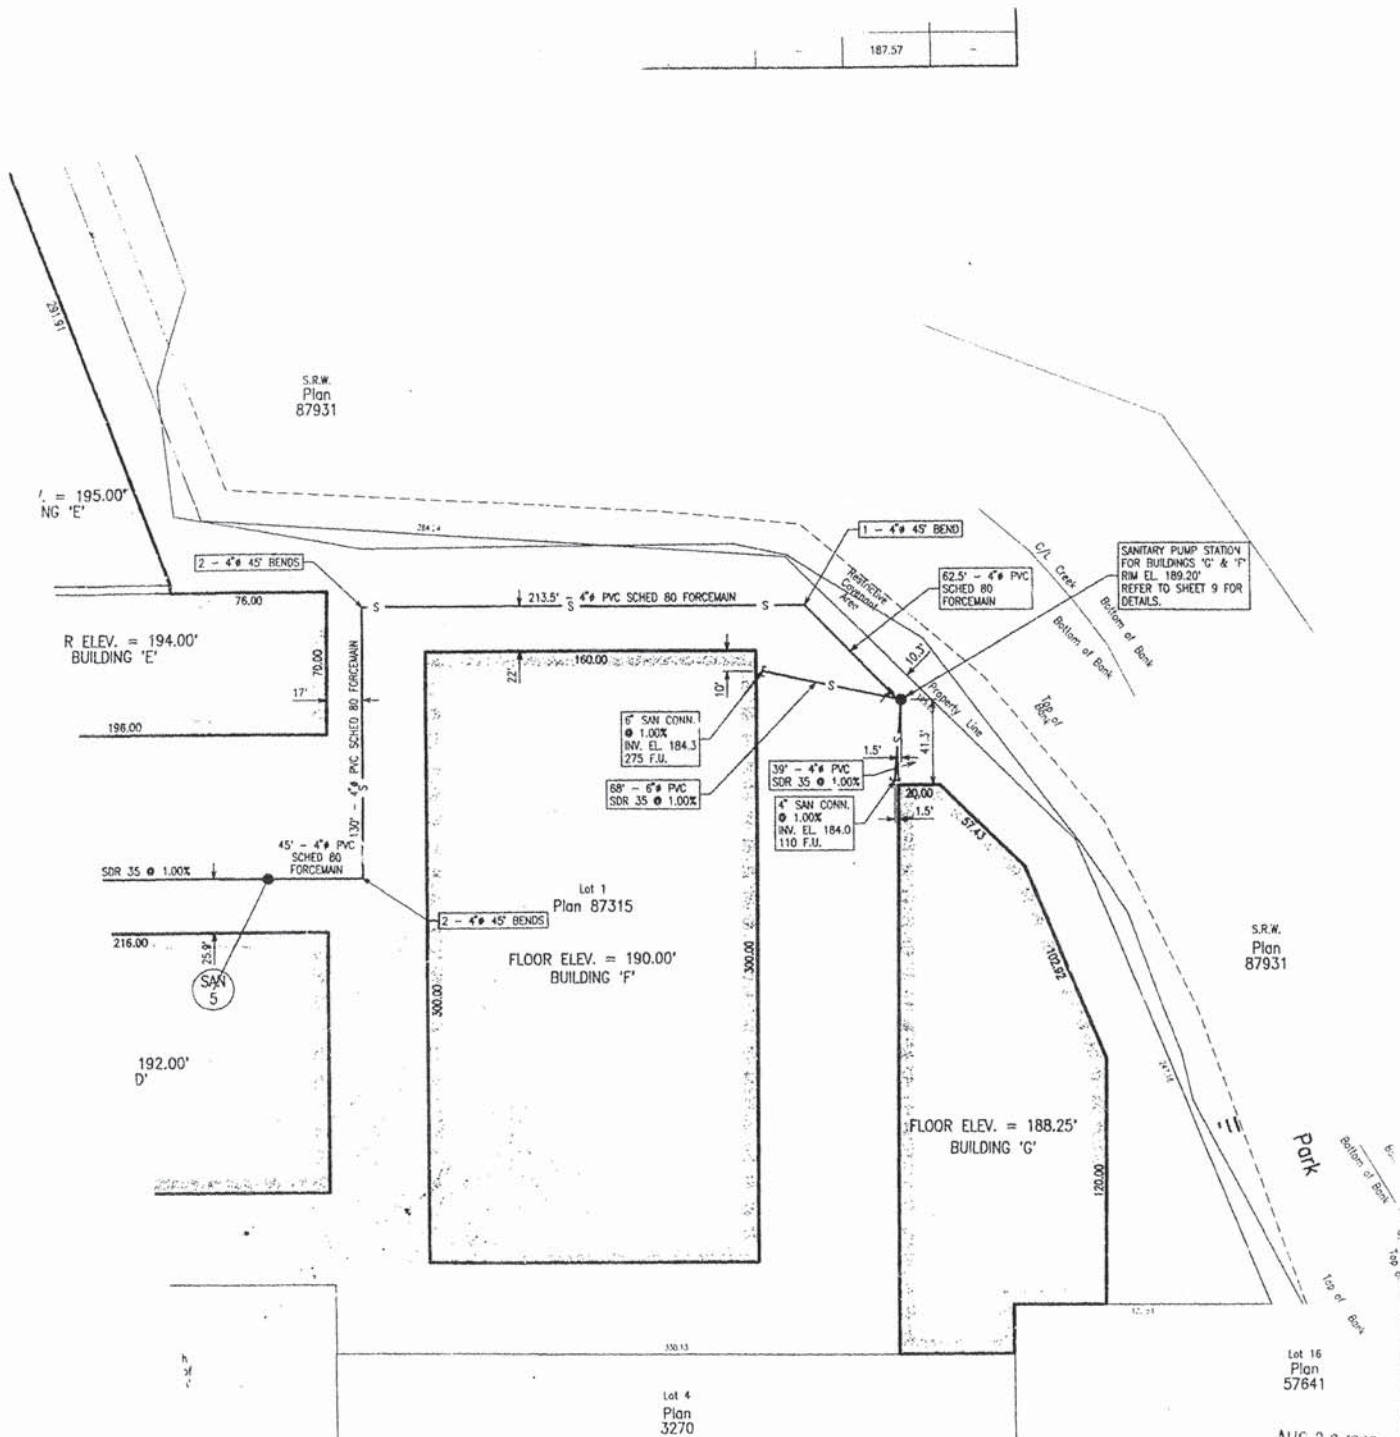 187.57
291.91
S.R.W.
Plan
87931
= 195.00'
NG 'E'
284.24
1 - 4"ø 45° BEND
C/L Creek
SANITARY PUMP STATION
FOR BUILDINGS 'G' & 'F'
RIM EL. 189.20'
REFER TO SHEET 9 FOR
DETAILS.
2 - 4"ø 45° BENDS
Restrictive
Covenant
Area
62.5' - 4"ø PVC
SCHED 80
FORCEMAIN
76.00
S
213.5' - 4"ø PVC SCHED 80 FORCEMAIN
S
S
Bottom of Bank
Bottom of Bank
R ELEV. = 194.00'
BUILDING 'E'
70.00
17'
22'
160.00
10'
10.3'
S
Property Line
Top of
Bank
196.00
130' - 4"ø PVC SCHED 80 FORCEMAIN
S
6" SAN CONN.
@ 1.00%
INV. EL. 184.3
275 F.U.
S
41.3'
1.5'
68' - 6"ø PVC
SDR 35 @ 1.00%
39' - 4"ø PVC
SDR 35 @ 1.00%
20.00
1.5'
4" SAN CONN.
@ 1.00%
INV. EL. 184.0
110 F.U.
57.43
45' - 4"ø PVC
SCHED 80
FORCEMAIN
SDR 35 @ 1.00%
Lot 1
Plan 87315
2 - 4"ø 45° BENDS
216.00
25.9'
SAN
5
FLOOR ELEV. = 190.00'
BUILDING 'F'
300.00
300.00
102.92
S.R.W.
Plan
87931
192.00'
D'
FLOOR ELEV. = 188.25'
BUILDING 'G'
120.00
Park
Bottom of Bank
Top of Bank
330.13
Lot 4
Plan
3270
Lot 16
Plan
57641